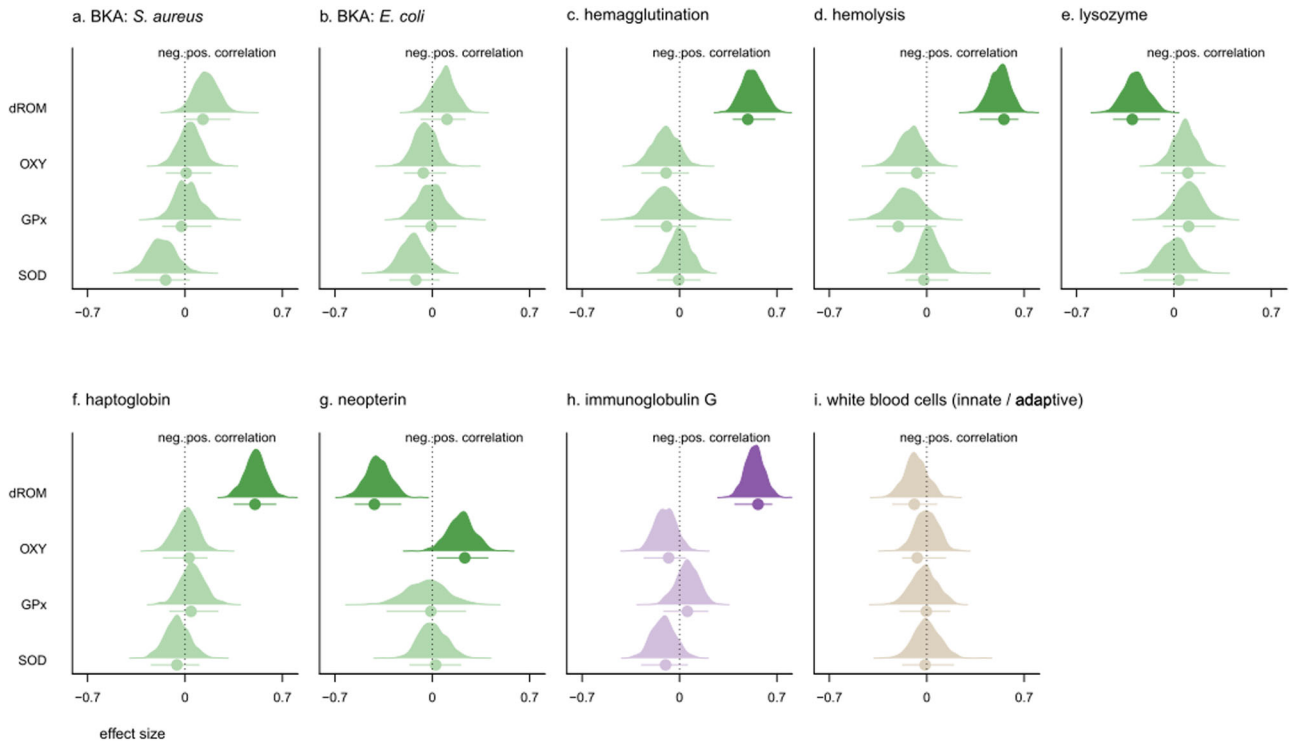 a. BKA: S. aureus
b. BKA: E. coli
c. hemagglutination
d. hemolysis
e. lysozyme
neg. pos. correlation
neg. pos. correlation
neg. pos. correlation
neg. pos. correlation
neg. pos. correlation
dROM
OXY
GPx
SOD
−0.7 0 0.7
−0.7 0 0.7
−0.7 0 0.7
−0.7 0 0.7
−0.7 0 0.7
f. haptoglobin
g. neopterin
h. immunoglobulin G
i. white blood cells (innate / adaptive)
neg. pos. correlation
neg. pos. correlation
neg. pos. correlation
neg. pos. correlation
dROM
OXY
GPx
SOD
−0.7 0 0.7
−0.7 0 0.7
−0.7 0 0.7
−0.7 0 0.7
effect size